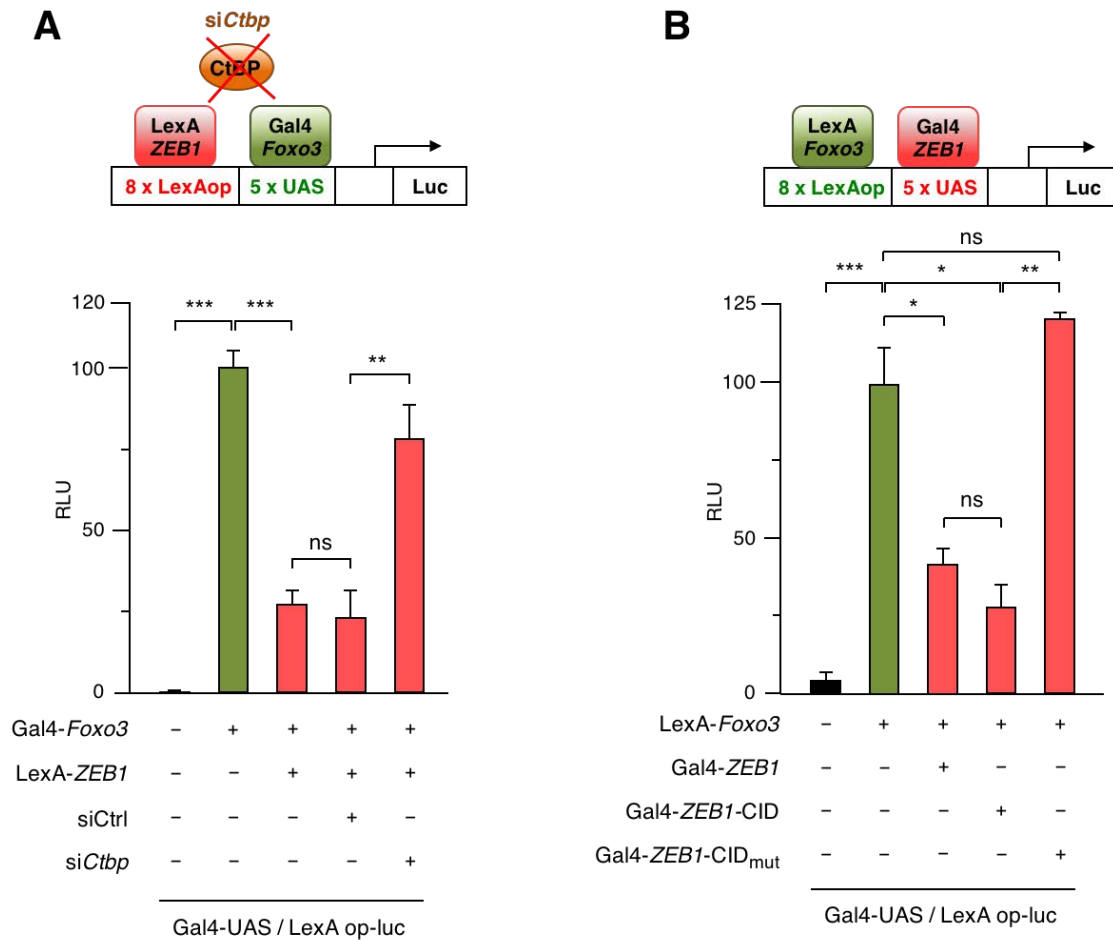 A
siCtbp
CtBP
LexA
ZEB1
Gal4
Foxo3
8 x LexAop
5 x UAS
Luc
120
100
50
0
RLU
***
***
**
ns
Gal4-Foxo3 – + + + +
LexA-ZEB1 – – + + +
siCtrl – – – + –
siCtbp – – – – +
Gal4-UAS / LexA op-luc
B
LexA
Foxo3
Gal4
ZEB1
8 x LexAop
5 x UAS
Luc
125
100
50
0
RLU
ns
***
*
**
*
ns
LexA-Foxo3 – + + + +
Gal4-ZEB1 – – + – –
Gal4-ZEB1-CID – – – + –
Gal4-ZEB1-CIDmut – – – – +
Gal4-UAS / LexA op-luc